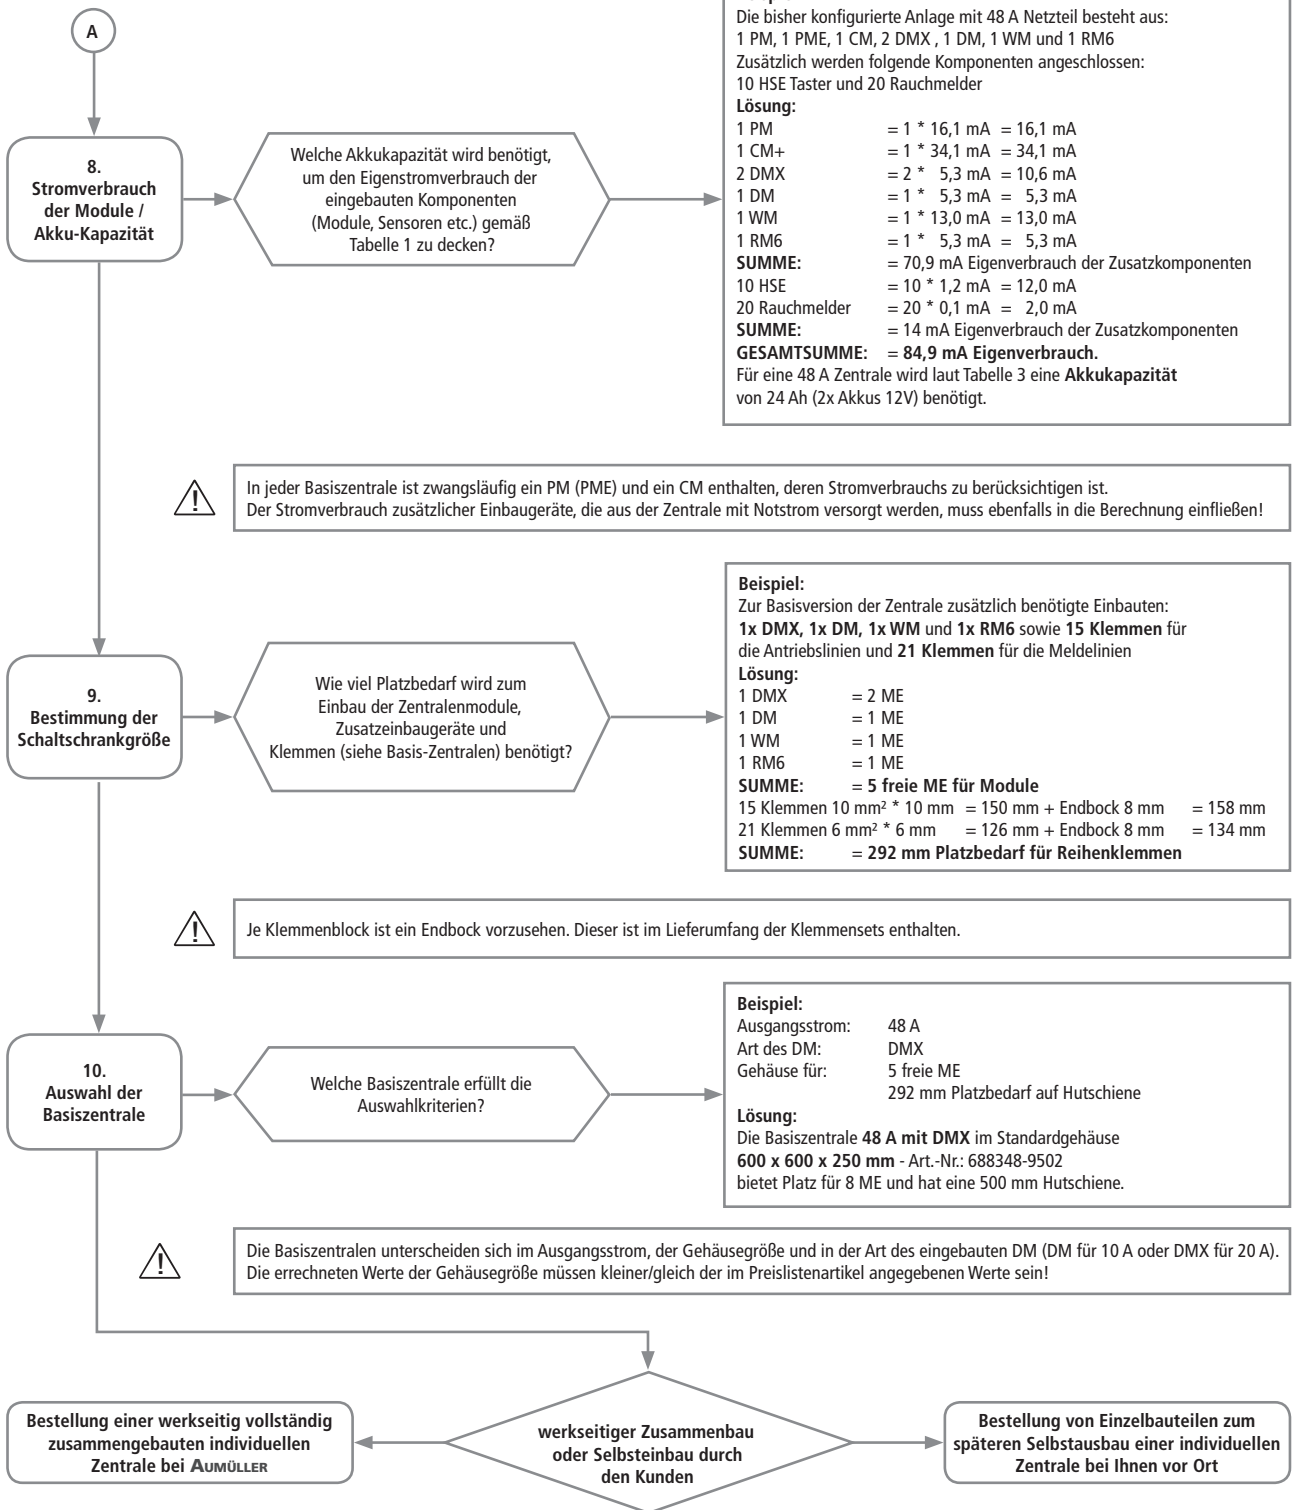 A
Die bisher konfigurierte Anlage mit 48 A Netzteil besteht aus:
1 PM, 1 PME, 1 CM, 2 DMX , 1 DM, 1 WM und 1 RM6
Zusätzlich werden folgende Komponenten angeschlossen:
10 HSE Taster und 20 Rauchmelder
Lösung:
1 PM = 1 * 16,1 mA = 16,1 mA
1 CM+ = 1 * 34,1 mA = 34,1 mA
2 DMX = 2 * 5,3 mA = 10,6 mA
1 DM = 1 * 5,3 mA = 5,3 mA
1 WM = 1 * 13,0 mA = 13,0 mA
1 RM6 = 1 * 5,3 mA = 5,3 mA
SUMME: = 70,9 mA Eigenverbrauch der Zusatzkomponenten
10 HSE = 10 * 1,2 mA = 12,0 mA
20 Rauchmelder = 20 * 0,1 mA = 2,0 mA
SUMME: = 14 mA Eigenverbrauch der Zusatzkomponenten
GESAMTSUMME: = 84,9 mA Eigenverbrauch.
Für eine 48 A Zentrale wird laut Tabelle 3 eine Akkukapazität
von 24 Ah (2x Akkus 12V) benötigt.
8.
Stromverbrauch
der Module /
Akku-Kapazität
Welche Akkukapazität wird benötigt,
um den Eigenstromverbrauch der
eingebauten Komponenten
(Module, Sensoren etc.) gemäß
Tabelle 1 zu decken?
In jeder Basiszentrale ist zwangsläufig ein PM (PME) und ein CM enthalten, deren Stromverbrauchs zu berücksichtigen ist.
Der Stromverbrauch zusätzlicher Einbaugeräte, die aus der Zentrale mit Notstrom versorgt werden, muss ebenfalls in die Berechnung einfließen!
9.
Bestimmung der
Schaltschrankgröße
Wie viel Platzbedarf wird zum
Einbau der Zentralenmodule,
Zusatzeinbaugeräte und
Klemmen (siehe Basis-Zentralen) benötigt?
Beispiel:
Zur Basisversion der Zentrale zusätzlich benötigte Einbauten:
1x DMX, 1x DM, 1x WM und 1x RM6 sowie 15 Klemmen für
die Antriebslinien und 21 Klemmen für die Meldelinien
Lösung:
1 DMX = 2 ME
1 DM = 1 ME
1 WM = 1 ME
1 RM6 = 1 ME
SUMME: = 5 freie ME für Module
15 Klemmen 10 mm² * 10 mm = 150 mm + Endbock 8 mm = 158 mm
21 Klemmen 6 mm² * 6 mm = 126 mm + Endbock 8 mm = 134 mm
SUMME: = 292 mm Platzbedarf für Reihenklemmen
Je Klemmenblock ist ein Endbock vorzusehen. Dieser ist im Lieferumfang der Klemmensets enthalten.
10.
Auswahl der
Basiszentrale
Welche Basiszentrale erfüllt die
Auswahlkriterien?
Beispiel:
Ausgangsstrom: 48 A
Art des DM: DMX
Gehäuse für: 5 freie ME
292 mm Platzbedarf auf Hutschiene
Lösung:
Die Basiszentrale 48 A mit DMX im Standardgehäuse
600 x 600 x 250 mm - Art.-Nr.: 688348-9502
bietet Platz für 8 ME und hat eine 500 mm Hutschiene.
Die Basiszentralen unterscheiden sich im Ausgangsstrom, der Gehäusegröße und in der Art des eingebauten DM (DM für 10 A oder DMX für 20 A).
Die errechneten Werte der Gehäusegröße müssen kleiner/gleich der im Preislistenartikel angegebenen Werte sein!
Bestellung einer werkseitig vollständig
zusammengebauten individuellen
Zentrale bei AUMÜLLER
werkseitiger Zusammenbau
oder Selbsteinbau durch
den Kunden
Bestellung von Einzelbauteilen zum
späteren Selbstausbau einer individuellen
Zentrale bei Ihnen vor Ort